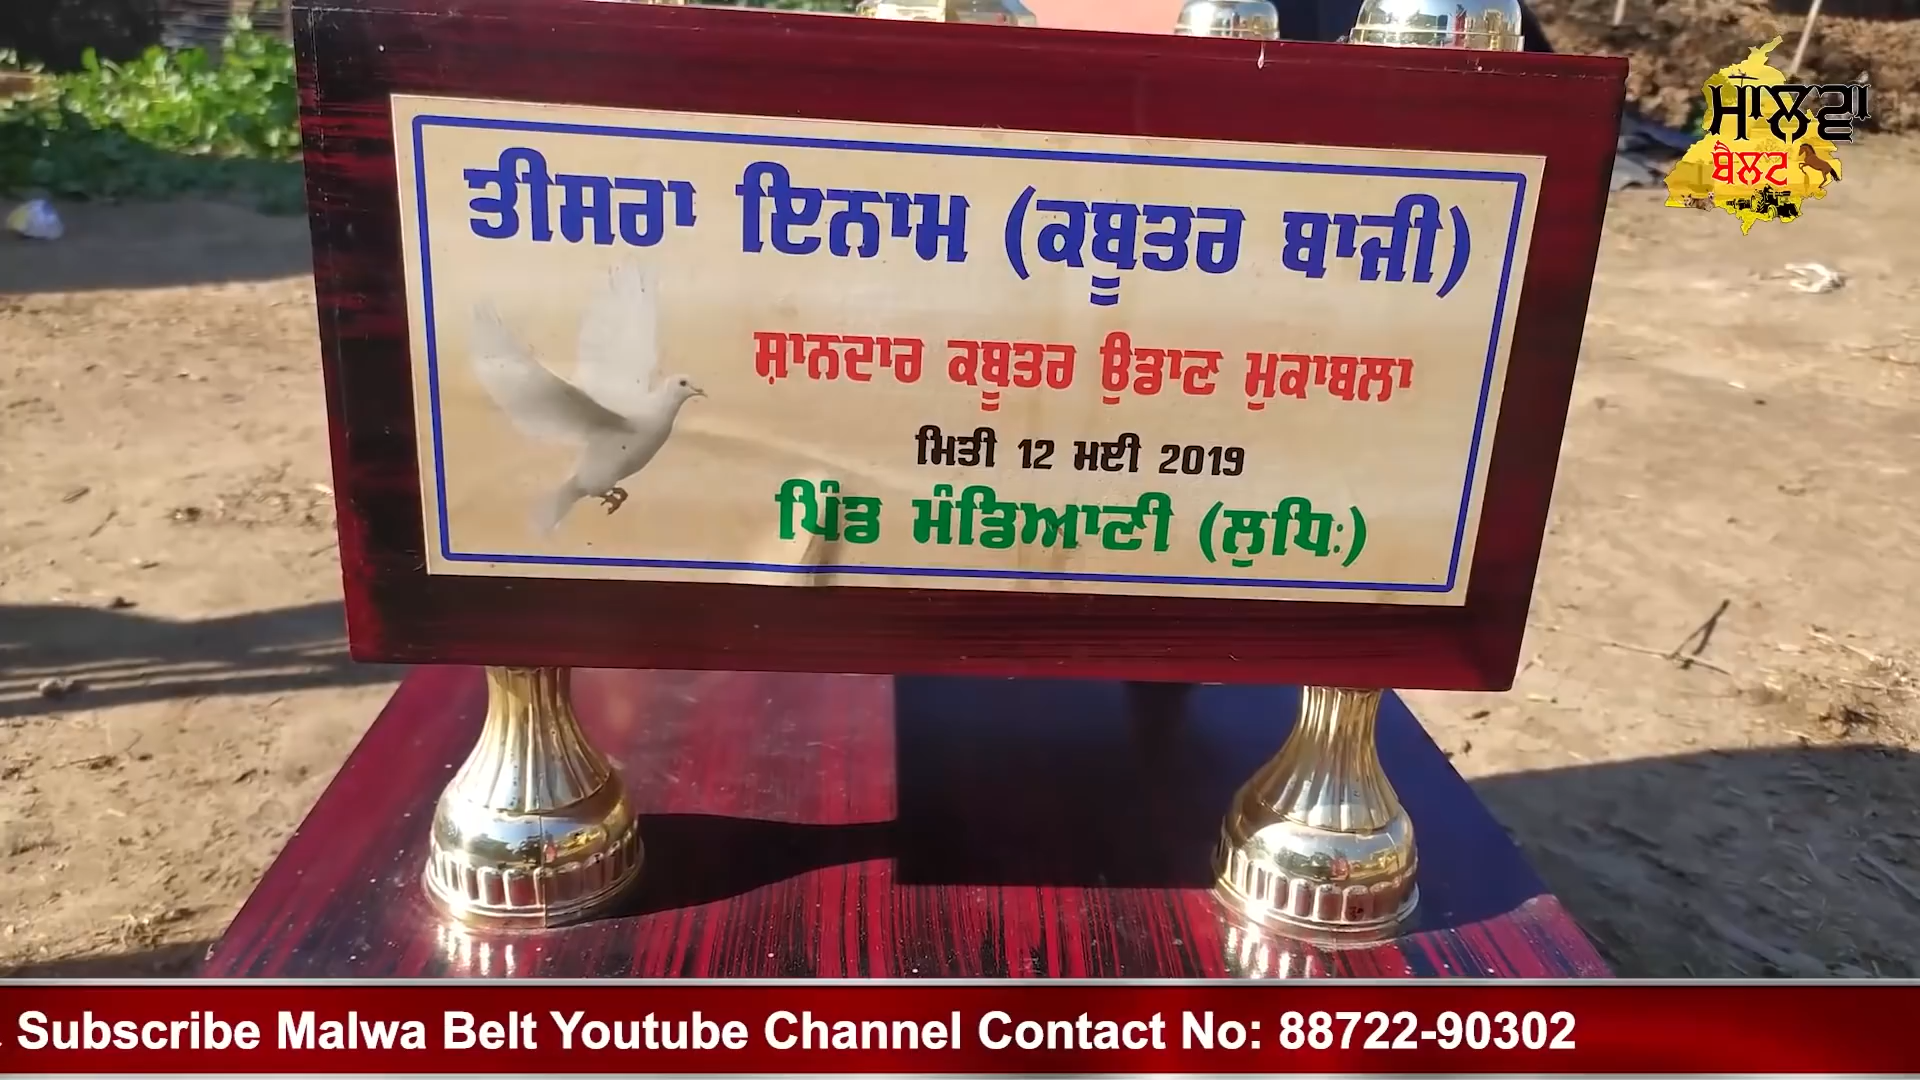 ਮਾਲਵਾ
ਬੈਲਟ
ਤੀਸਰਾ ਇਨਾਮ (ਕਬੂਤਰ ਬਾਜੀ)
ਸ਼ਾਨਦਾਰ ਕਬੂਤਰ ਉਡਾਣ ਮੁਕਾਬਲਾ
ਮਿਤੀ 12 ਮਈ 2019
ਪਿੰਡ ਮੰਡਿਆਣੀ (ਲੁਧਿ:)
Subscribe Malwa Belt Youtube Channel Contact No: 88722-90302